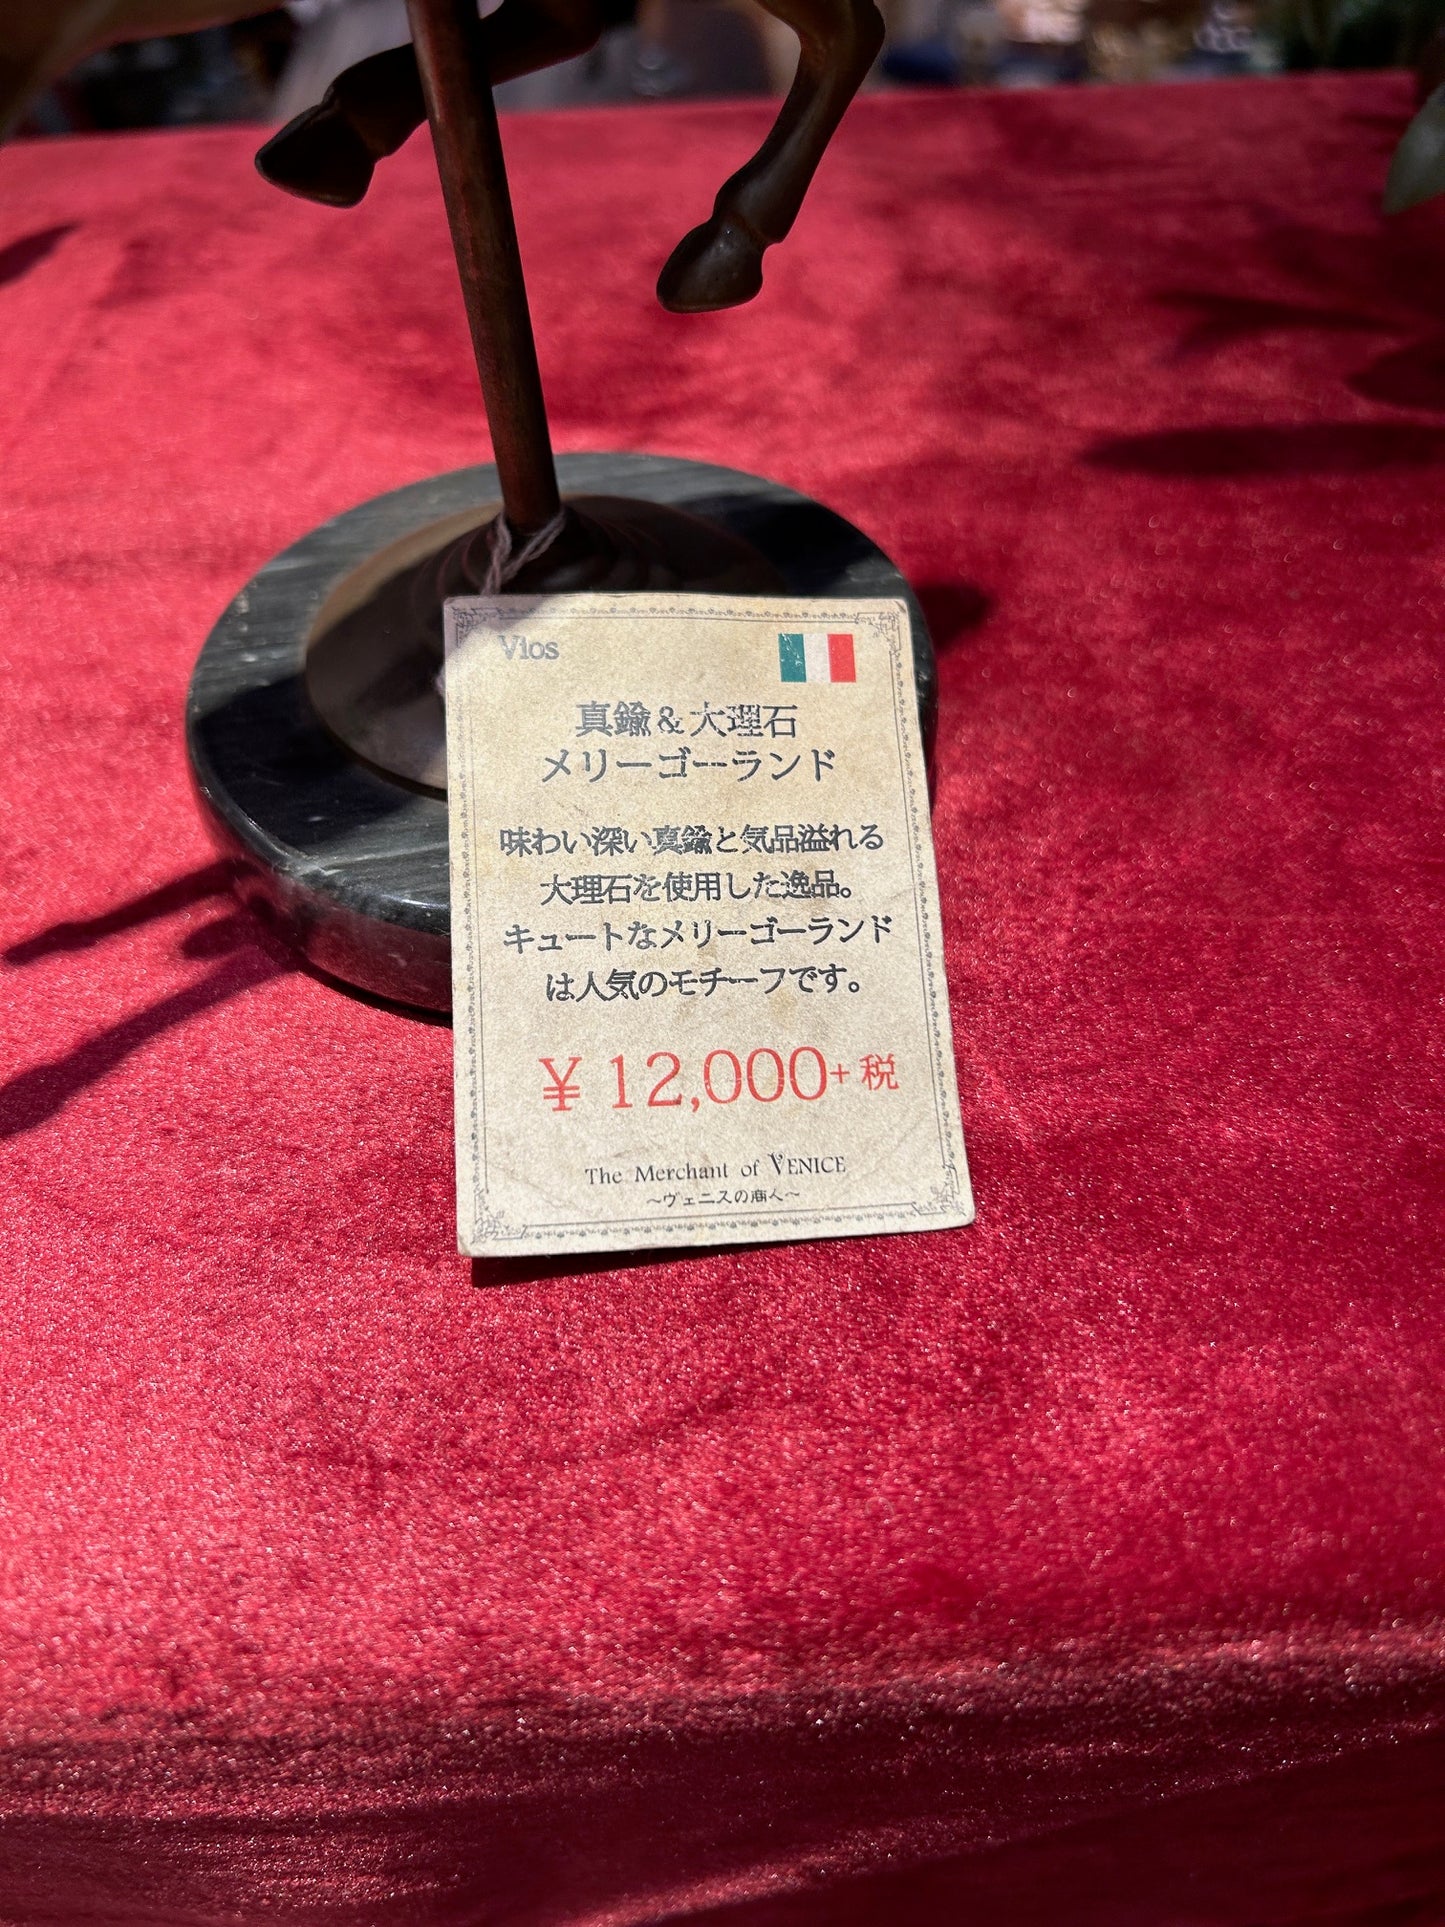 Vlos
真鍮＆大理石
メリーゴーランド
味わい深い真鍮と気品溢れる
大理石を使用した逸品。
キュートなメリーゴーランド
は人気のモチーフです。
¥ 12,000+税
The Merchant of VENICE
～ヴェニスの商人～